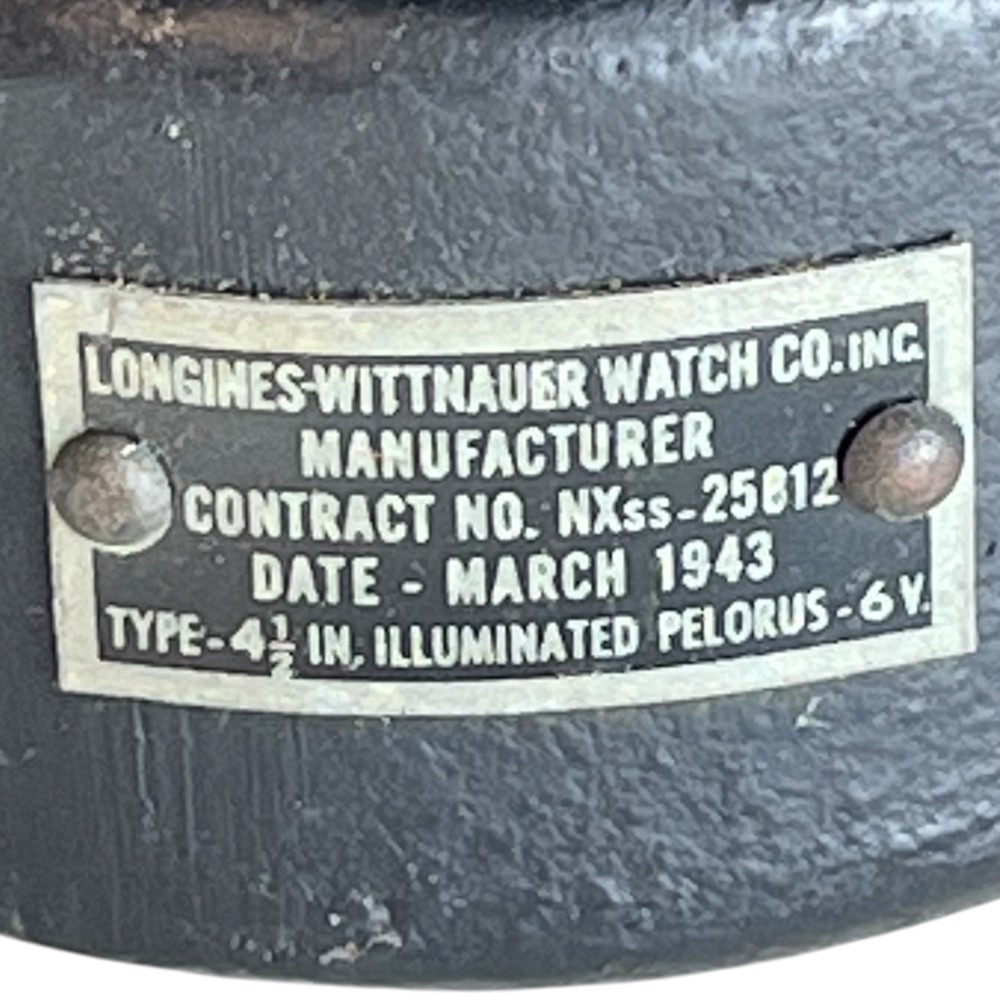 LONGINES-WITTNAUER WATCH CO. INC.
MANUFACTURER
CONTRACT NO. NXss-25812
DATE - MARCH 1943
TYPE - 4½ IN. ILLUMINATED PELORUS - 6 V.